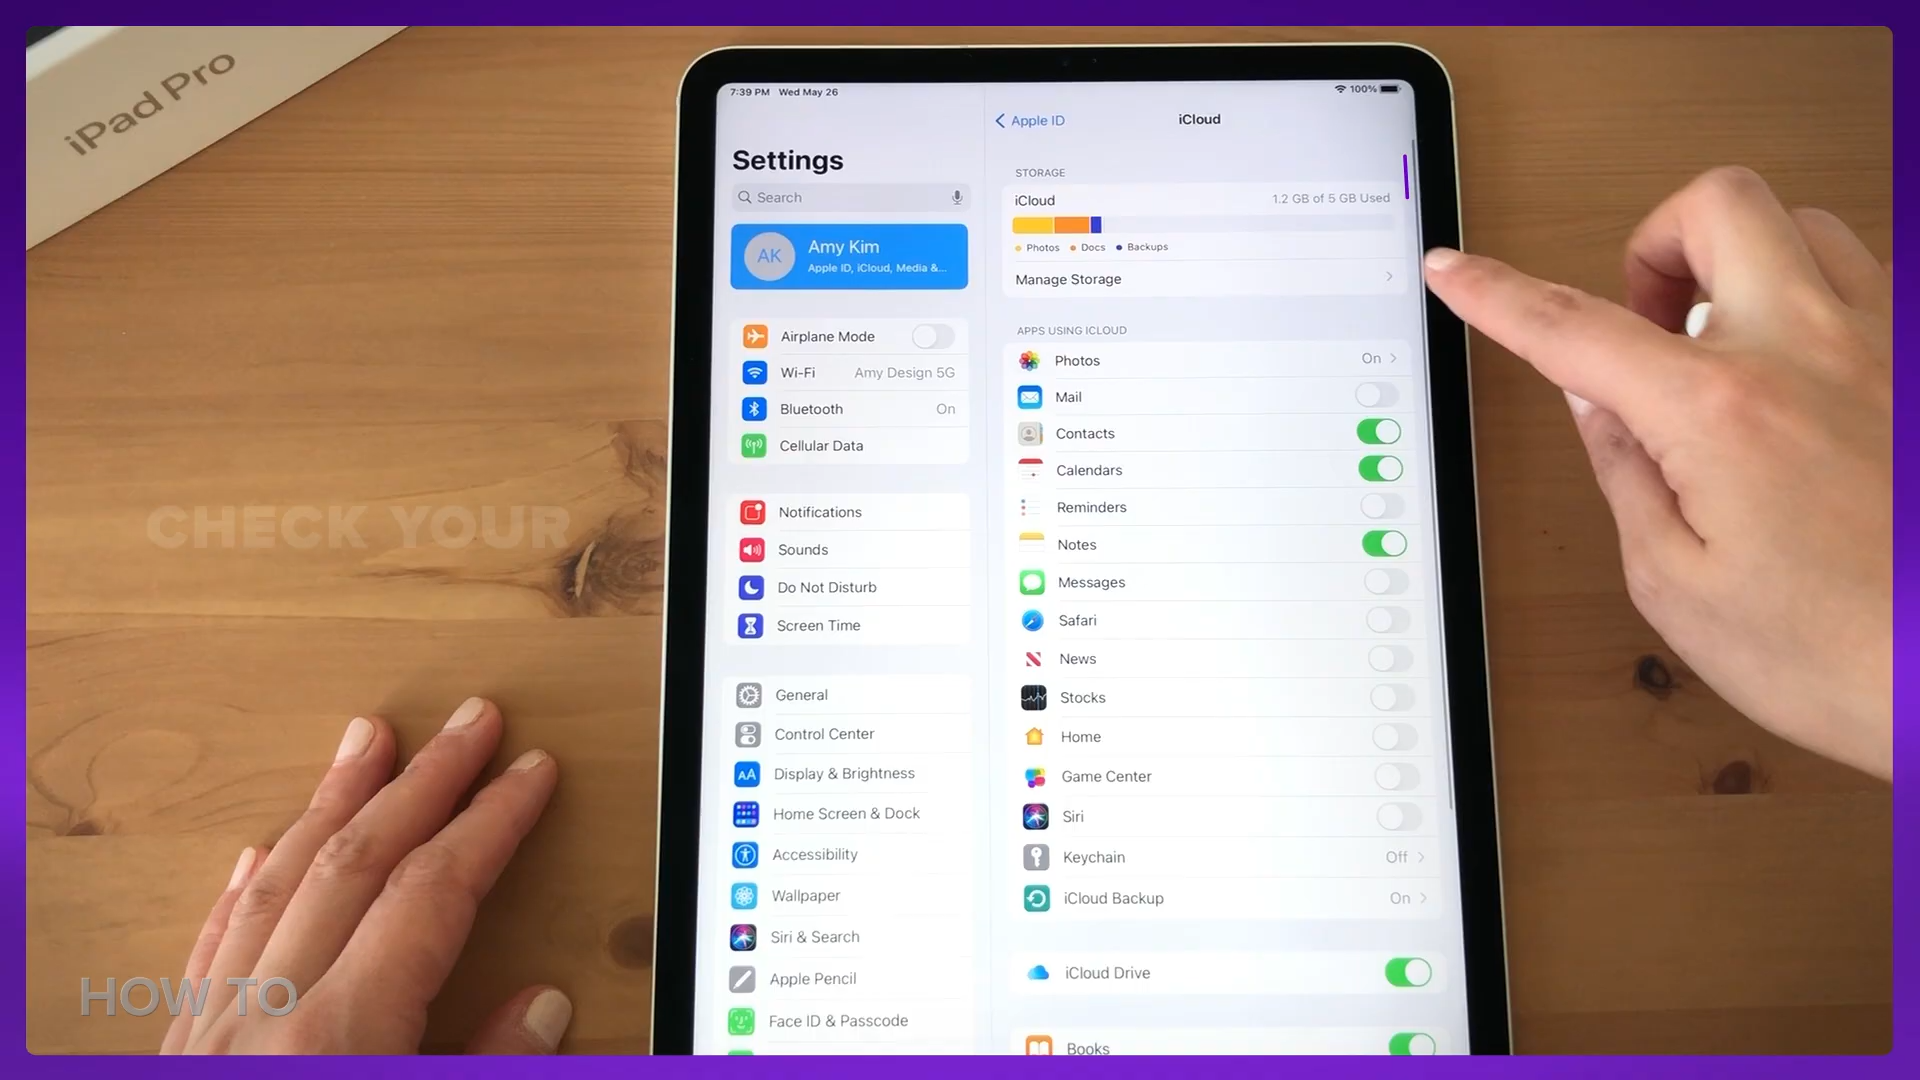 iPad Pro
7:39 PM Wed May 26
100%
Settings
Search
AK
Amy Kim
Apple ID, iCloud, Media &...
Airplane Mode
Wi-Fi Amy Design 5G
Bluetooth On
Cellular Data
Notifications
Sounds
Do Not Disturb
Screen Time
General
Control Center
AA Display & Brightness
Home Screen & Dock
Accessibility
Wallpaper
Siri & Search
Apple Pencil
Face ID & Passcode
Apple ID
iCloud
STORAGE
iCloud 1.2 GB of 5 GB Used
Photos Docs Backups
Manage Storage
APPS USING ICLOUD
Photos On
Mail
Contacts
Calendars
Reminders
Notes
Messages
Safari
News
Stocks
Home
Game Center
Siri
Keychain Off
iCloud Backup On
iCloud Drive
Books
CHECK YOUR
HOW TO